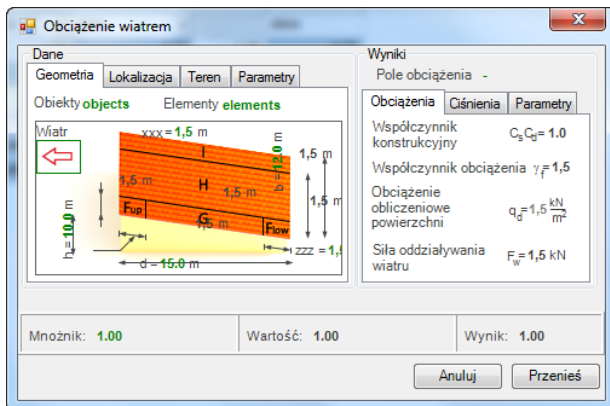 Obciążenie wiatrem
Dane
Geometria Lokalizacja Teren Parametry
Obiekty objects Elementy elements
Wiatr
xxx= 1,5 m
I
b = 12.0 m
1,5 m
1,5 m
H
1,5 m
1,5 m
Fup
G
1,5 m
Flow
h = 10.0 m
zzz = 1,5
d = 15.0 m
Wyniki
Pole obciążenia -
Obciążenia Ciśnienia Parametry
Współczynnik
konstrukcyjny CsCd= 1.0
Współczynnik obciążenia γf = 1,5
Obciążenie
obliczeniowe
powierzchni qd=1,5 kN/m²
Siła oddziaływania
wiatru Fw= 1,5 kN
Mnożnik: 1.00 Wartość: 1.00 Wynik: 1.00
Anuluj Przenieś